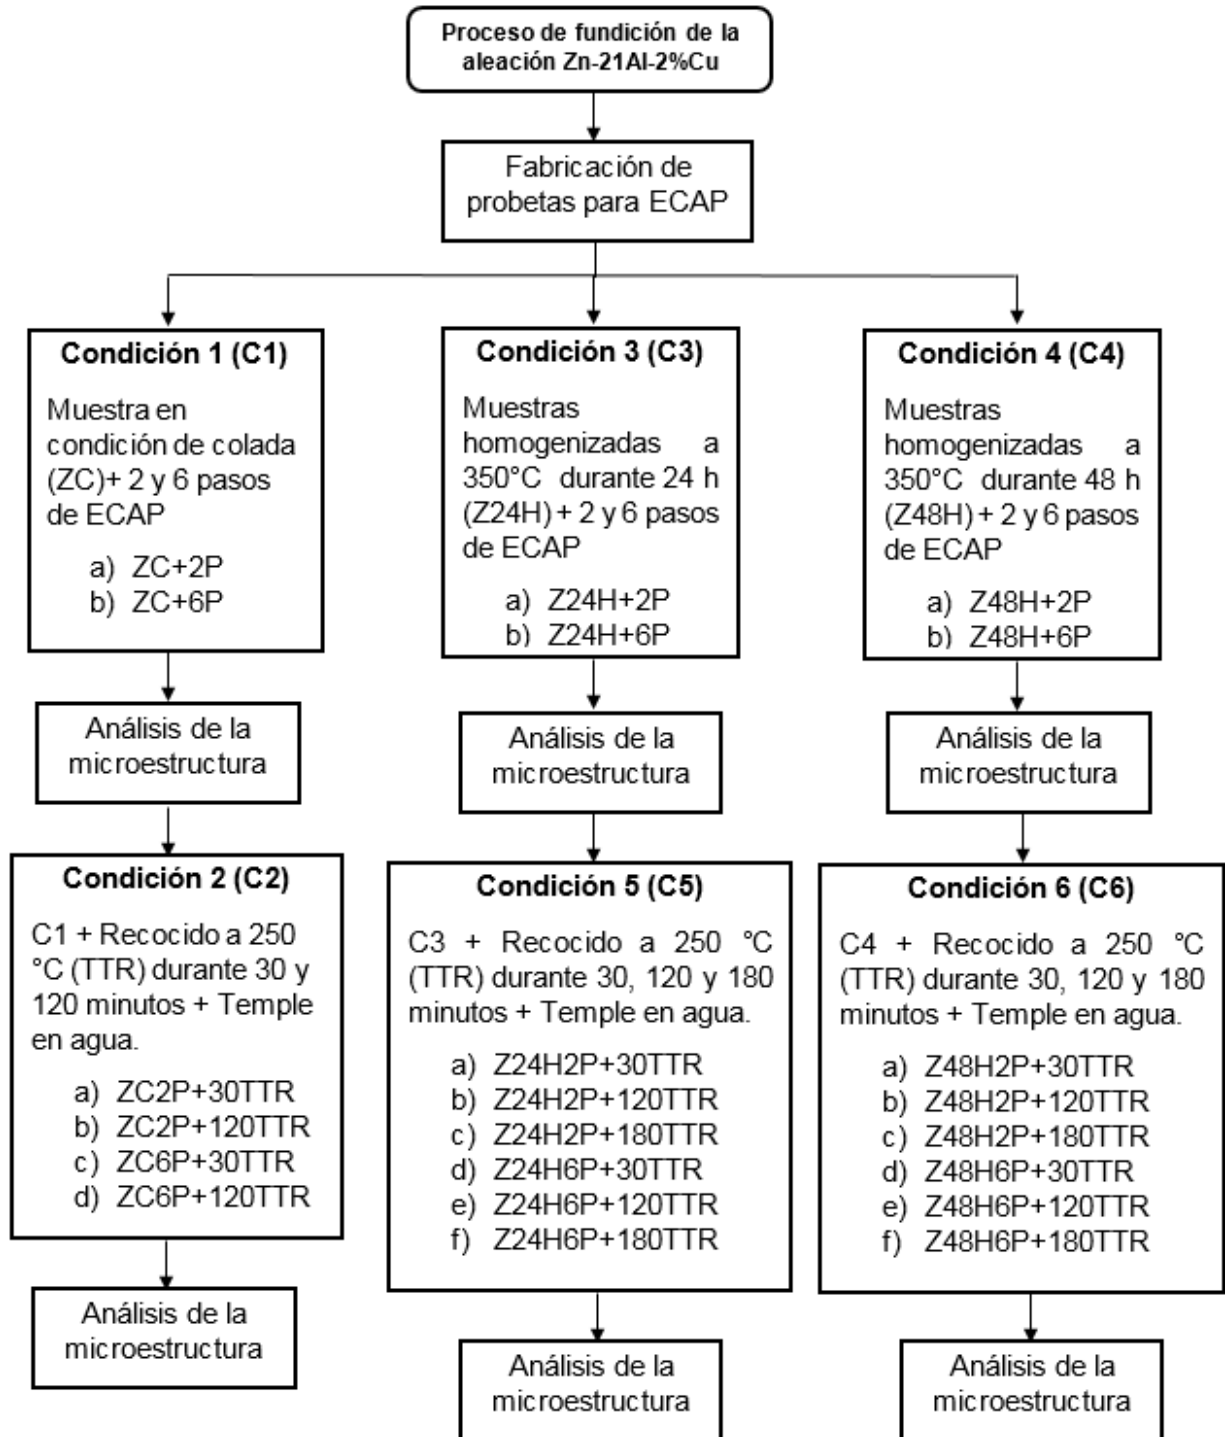 Proceso de fundición de la
aleación Zn-21Al-2%Cu
Fabricación de
probetas para ECAP
Condición 1 (C1)
Muestra en
condición de colada
(ZC)+ 2 y 6 pasos
de ECAP
a) ZC+2P
b) ZC+6P
Condición 3 (C3)
Muestras
homogenizadas a
350°C durante 24 h
(Z24H) + 2 y 6 pasos
de ECAP
a) Z24H+2P
b) Z24H+6P
Condición 4 (C4)
Muestras
homogenizadas a
350°C durante 48 h
(Z48H) + 2 y 6 pasos
de ECAP
a) Z48H+2P
b) Z48H+6P
Análisis de la
microestructura
Análisis de la
microestructura
Análisis de la
microestructura
Condición 2 (C2)
C1 + Recocido a 250
°C (TTR) durante 30 y
120 minutos + Temple
en agua.
a) ZC2P+30TTR
b) ZC2P+120TTR
c) ZC6P+30TTR
d) ZC6P+120TTR
Condición 5 (C5)
C3 + Recocido a 250 °C
(TTR) durante 30, 120 y 180
minutos + Temple en agua.
a) Z24H2P+30TTR
b) Z24H2P+120TTR
c) Z24H2P+180TTR
d) Z24H6P+30TTR
e) Z24H6P+120TTR
f) Z24H6P+180TTR
Condición 6 (C6)
C4 + Recocido a 250 °C
(TTR) durante 30, 120 y 180
minutos + Temple en agua.
a) Z48H2P+30TTR
b) Z48H2P+120TTR
c) Z48H2P+180TTR
d) Z48H6P+30TTR
e) Z48H6P+120TTR
f) Z48H6P+180TTR
Análisis de la
microestructura
Análisis de la
microestructura
Análisis de la
microestructura